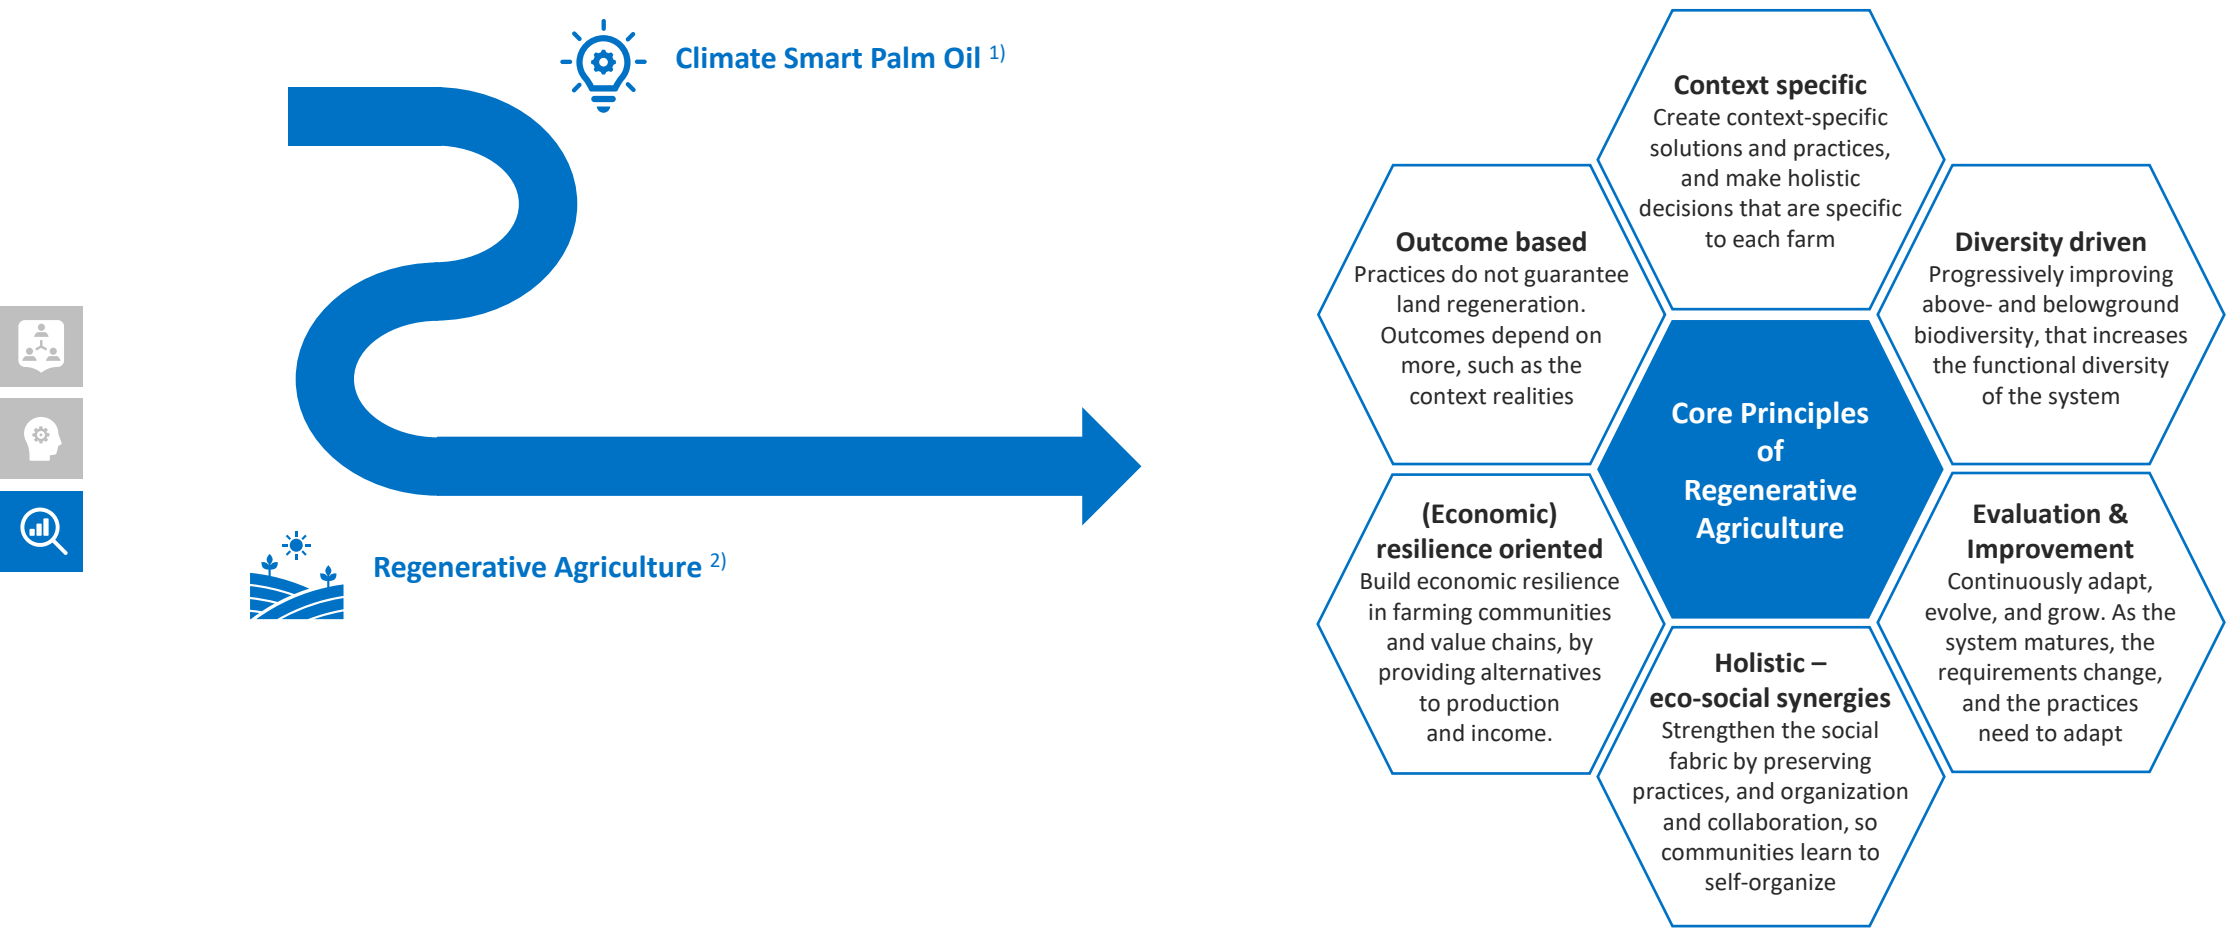 Climate Smart Palm Oil 1)
Regenerative Agriculture 2)
Context specific
Create context-specific
solutions and practices,
and make holistic
decisions that are specific
to each farm
Outcome based
Practices do not guarantee
land regeneration.
Outcomes depend on
more, such as the
context realities
Diversity driven
Progressively improving
above- and belowground
biodiversity, that increases
the functional diversity
of the system
Core Principles
of
Regenerative
Agriculture
(Economic)
resilience oriented
Build economic resilience
in farming communities
and value chains, by
providing alternatives
to production
and income.
Evaluation &
Improvement
Continuously adapt,
evolve, and grow. As the
system matures, the
requirements change,
and the practices
need to adapt
Holistic –
eco-social synergies
Strengthen the social
fabric by preserving
practices, and organization
and collaboration, so
communities learn to
self-organize